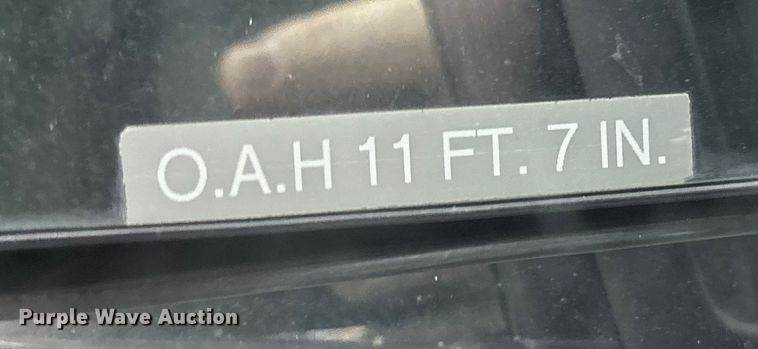 O.A.H 11 FT. 7 IN.
Purple Wave Auction